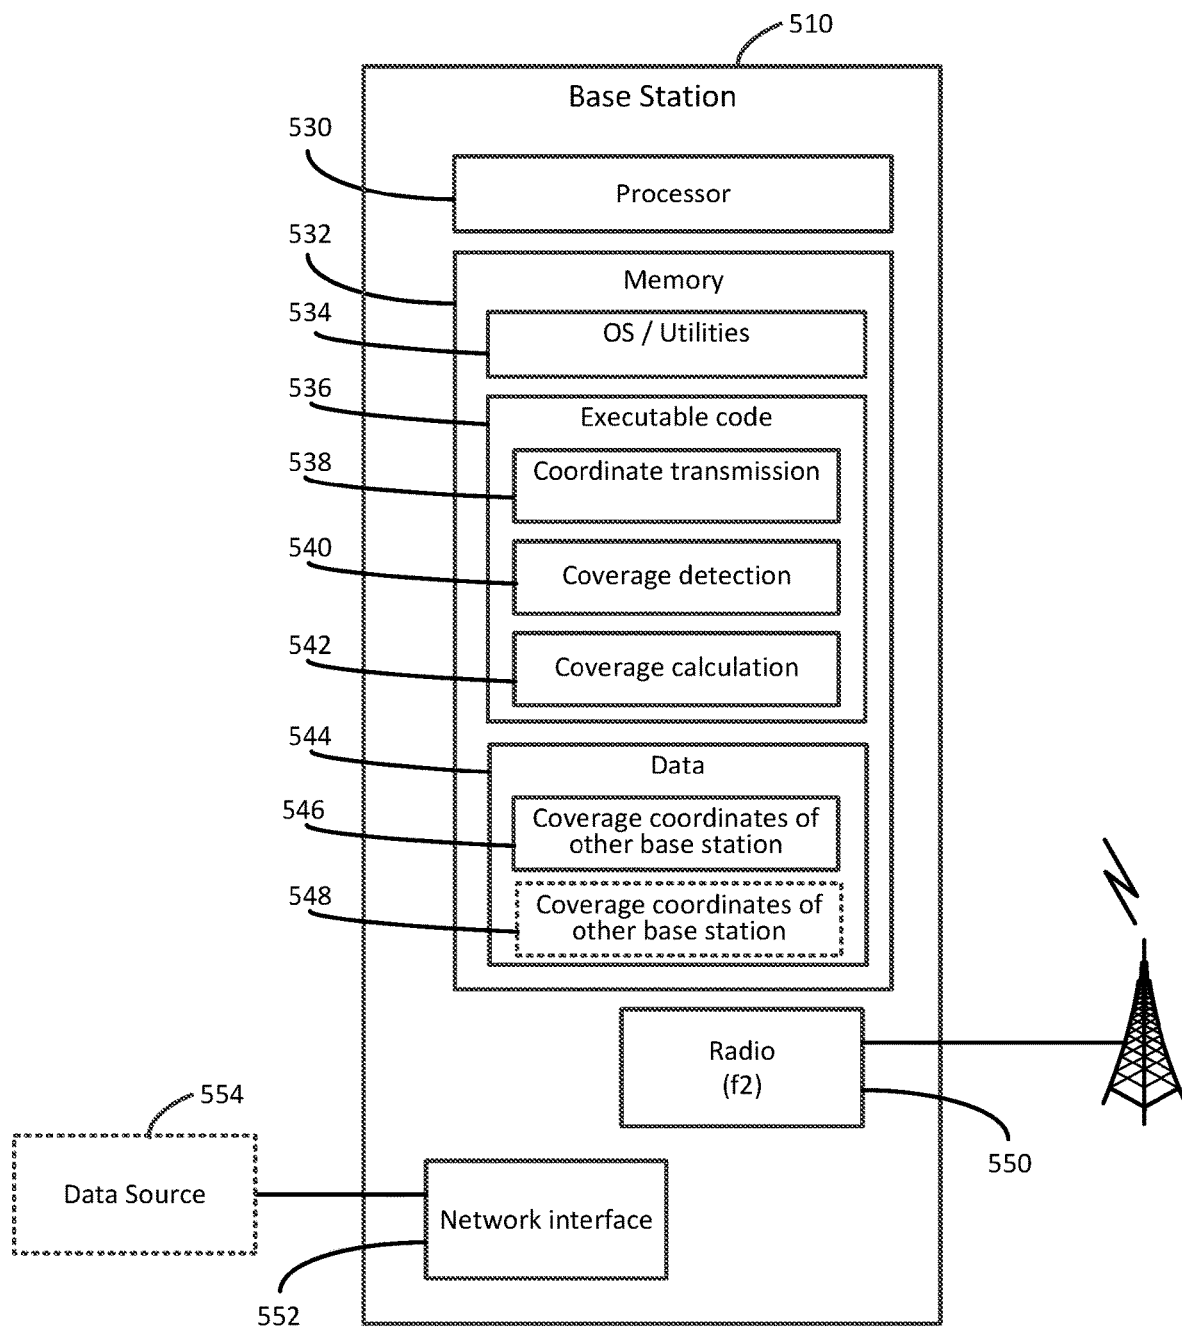 510
Base Station
530
Processor
532
Memory
534
OS / Utilities
536
Executable code
538
Coordinate transmission
540
Coverage detection
542
Coverage calculation
544
Data
546
Coverage coordinates of
other base station
548
Coverage coordinates of
other base station
Radio
(f2)
550
554
Data Source
Network interface
552